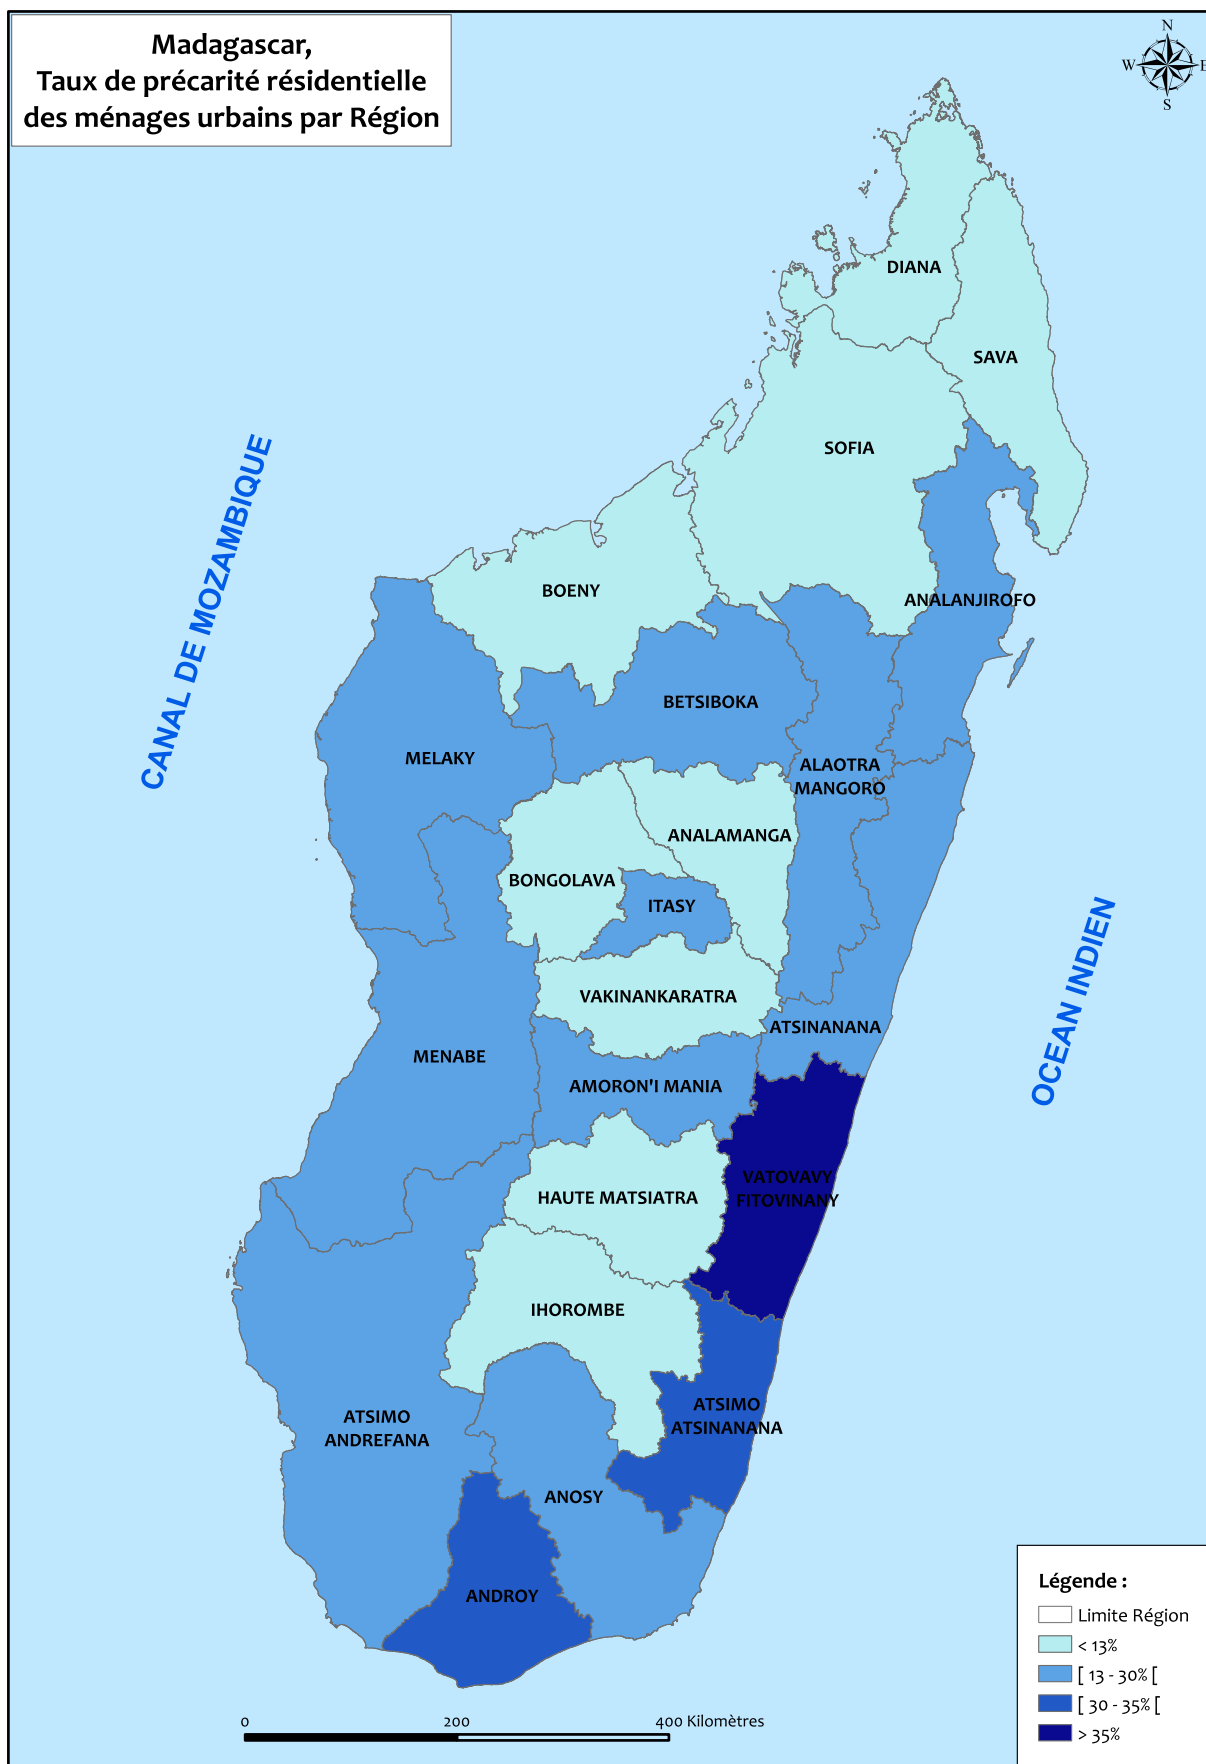 Madagascar,
Taux de précarité résidentielle
des ménages urbains par Région
N
W
E
S
DIANA
SAVA
SOFIA
CANAL DE MOZAMBIQUE
BOENY
ANALANJIROFO
BETSIBOKA
MELAKY
ALAOTRA
MANGORO
ANALAMANGA
BONGOLAVA
ITASY
OCEAN INDIEN
VAKINANKARATRA
ATSINANANA
MENABE
AMORON'I MANIA
VATOVAVY
FITOVINANY
HAUTE MATSIATRA
IHOROMBE
ATSIMO
ATSINANANA
ATSIMO
ANDREFANA
ANOSY
ANDROY
Légende :
Limite Région
< 13%
[ 13 - 30% [
[ 30 - 35% [
> 35%
0 200 400 Kilomètres